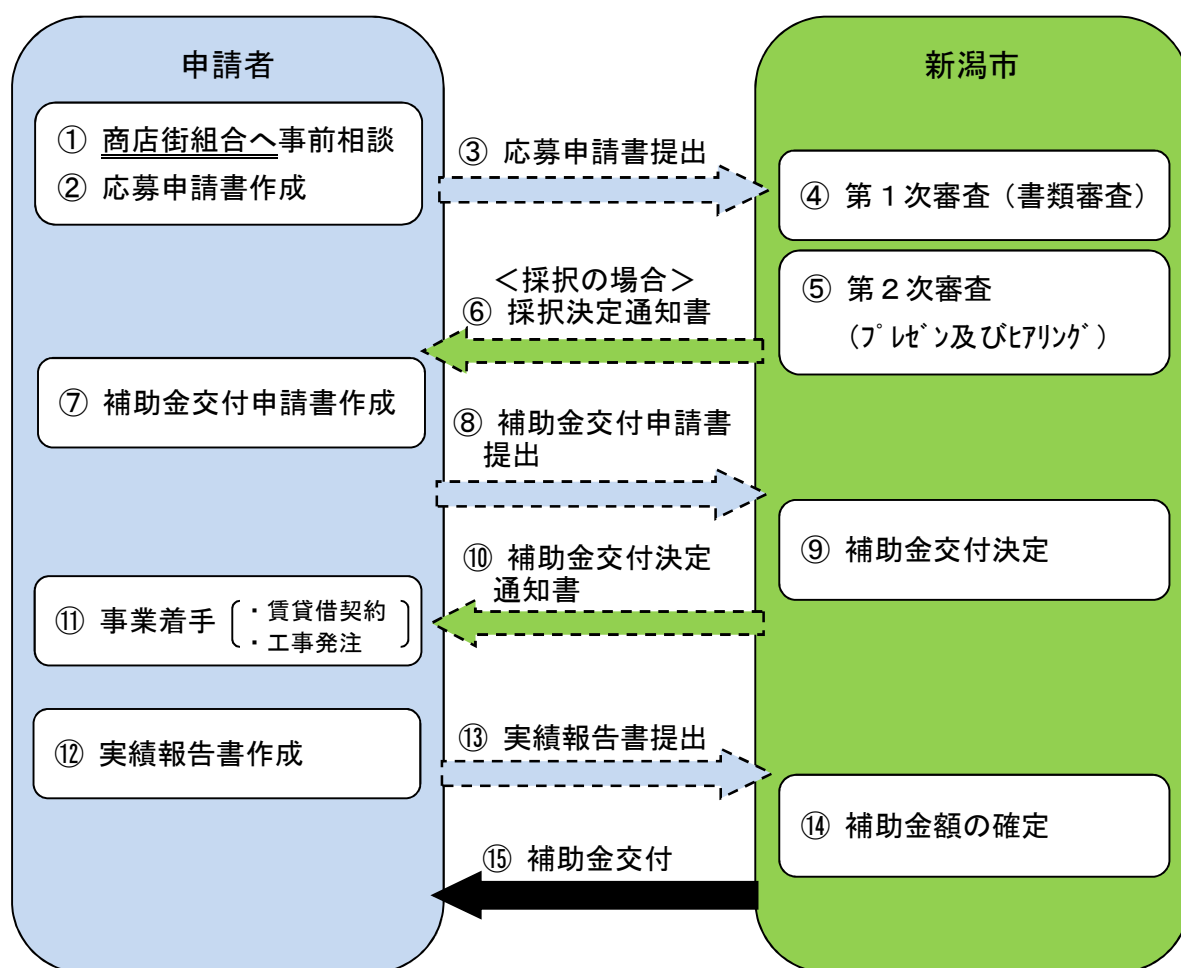 申請者
新潟市
① 商店街組合へ事前相談
② 応募申請書作成
③ 応募申請書提出
④ 第1次審査（書類審査）
⑤ 第２次審査
（ﾌﾟﾚｾﾞﾝ及びﾋｱﾘﾝｸﾞ）
＜採択の場合＞
⑥ 採択決定通知書
⑦ 補助金交付申請書作成
⑧ 補助金交付申請書
提出
⑨ 補助金交付決定
⑩ 補助金交付決定
通知書
⑪ 事業着手
・賃貸借契約
・工事発注
⑫ 実績報告書作成
⑬ 実績報告書提出
⑭ 補助金額の確定
⑮ 補助金交付